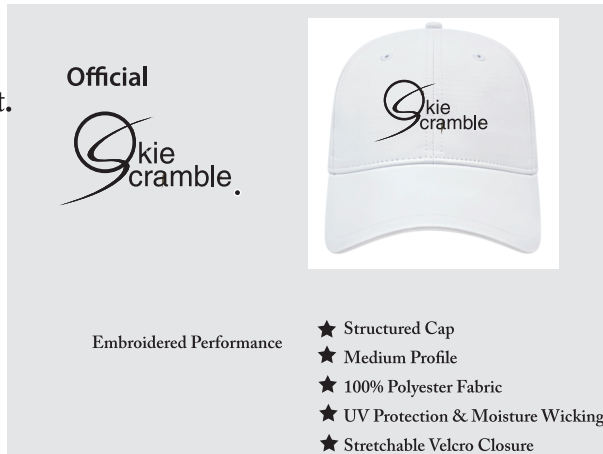 t.
Official
Skie
Scramble.
Skie
Scramble
Embroidered Performance
★ Structured Cap
★ Medium Profile
★ 100% Polyester Fabric
★ UV Protection & Moisture Wicking
★ Stretchable Velcro Closure